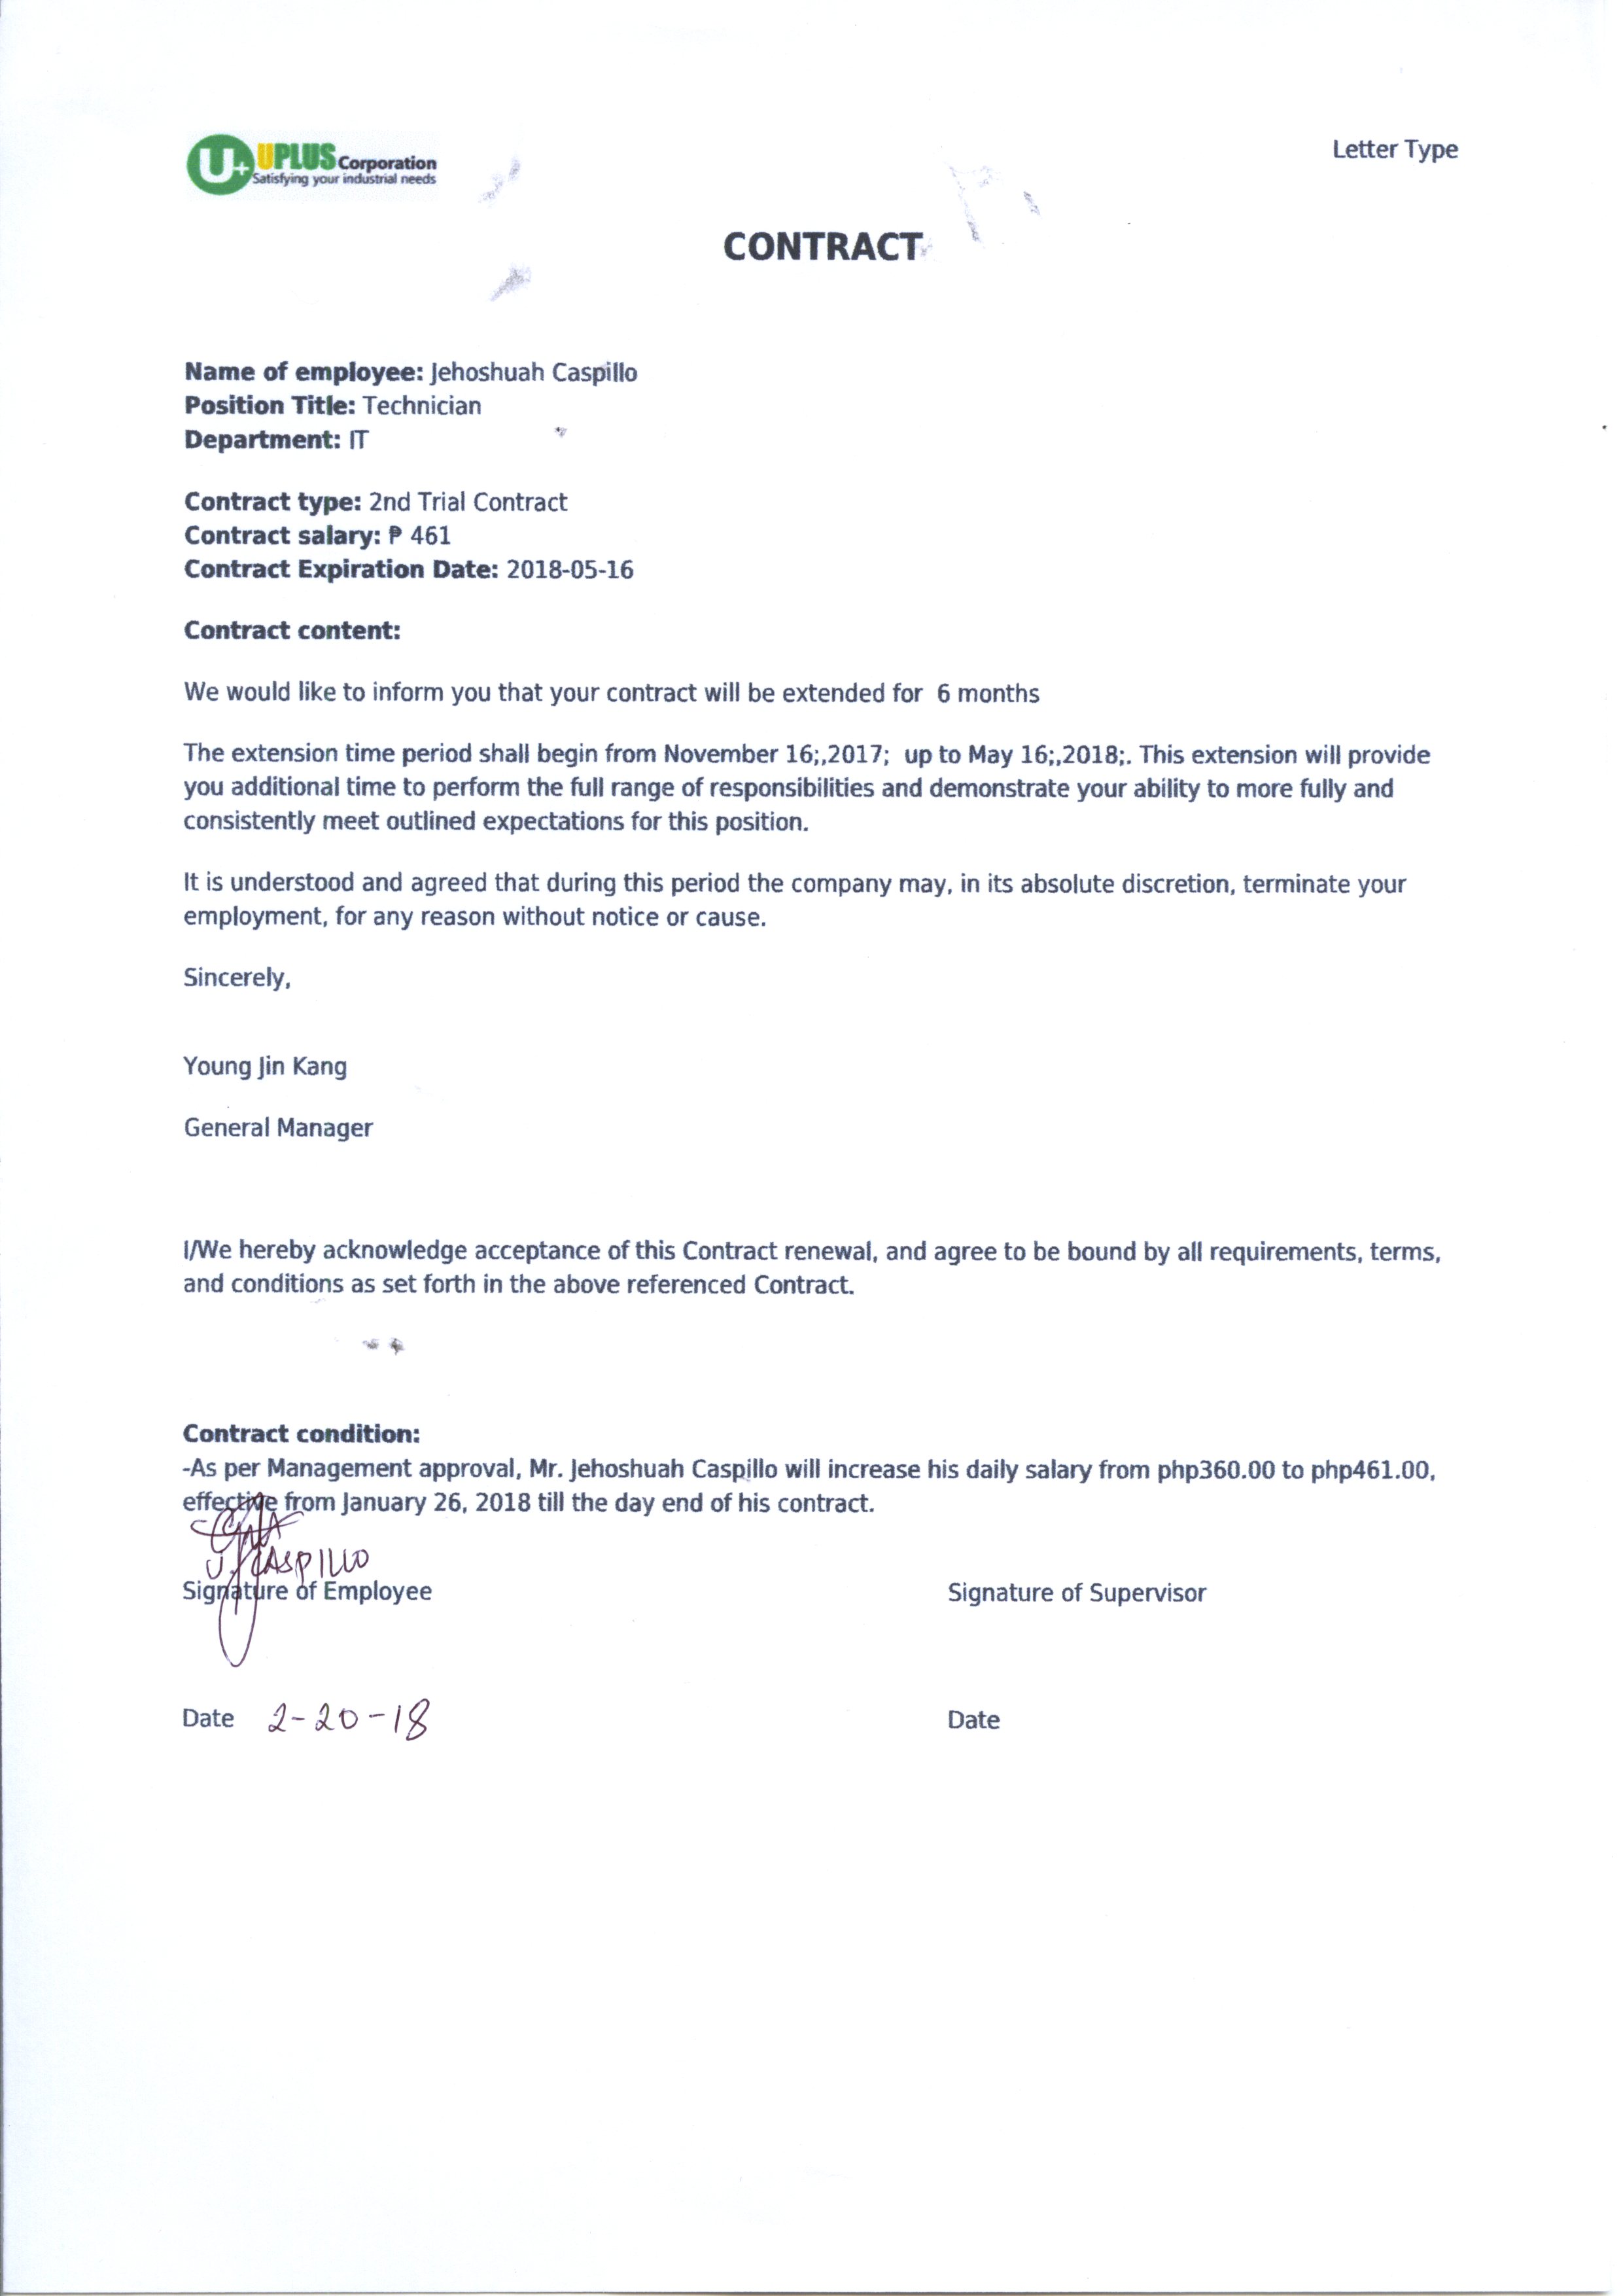 U+ UPLUS Corporation
Satisfying your industrial needs
Letter Type
CONTRACT
Name of employee: Jehoshuah Caspillo
Position Title: Technician
Department: IT
Contract type: 2nd Trial Contract
Contract salary: ₱ 461
Contract Expiration Date: 2018-05-16
Contract content:
We would like to inform you that your contract will be extended for  6 months
The extension time period shall begin from November 16;,2017;  up to May 16;,2018;. This extension will provide
you additional time to perform the full range of responsibilities and demonstrate your ability to more fully and
consistently meet outlined expectations for this position.
It is understood and agreed that during this period the company may, in its absolute discretion, terminate your
employment, for any reason without notice or cause.
Sincerely,
Young Jin Kang
General Manager
I/We hereby acknowledge acceptance of this Contract renewal, and agree to be bound by all requirements, terms,
and conditions as set forth in the above referenced Contract.
Contract condition:
-As per Management approval, Mr. Jehoshuah Caspillo will increase his daily salary from php360.00 to php461.00,
effective from January 26, 2018 till the day end of his contract.
J. CASPILLO
Signature of Employee
Signature of Supervisor
Date 2-20-18
Date